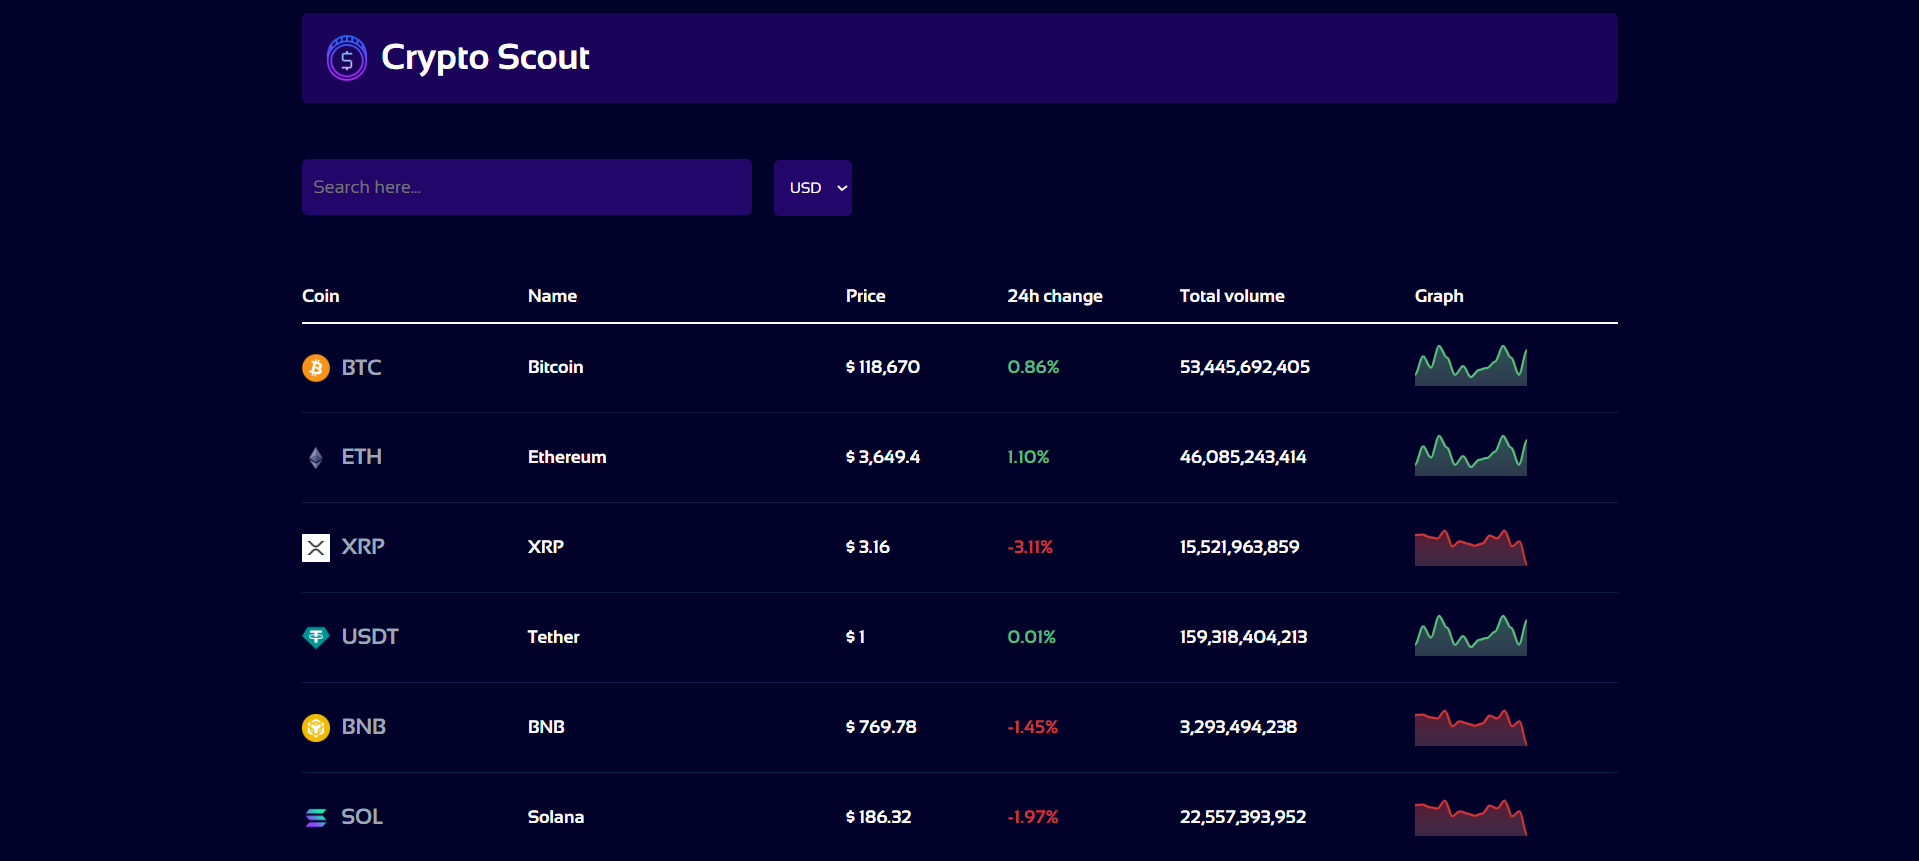 Crypto Scout
Search here...
USD
Coin Name Price 24h change Total volume Graph
BTC Bitcoin $ 118,670 0.86% 53,445,692,405
ETH Ethereum $ 3,649.4 1.10% 46,085,243,414
XRP XRP $ 3.16 -3.11% 15,521,963,859
USDT Tether $ 1 0.01% 159,318,404,213
BNB BNB $ 769.78 -1.45% 3,293,494,238
SOL Solana $ 186.32 -1.97% 22,557,393,952